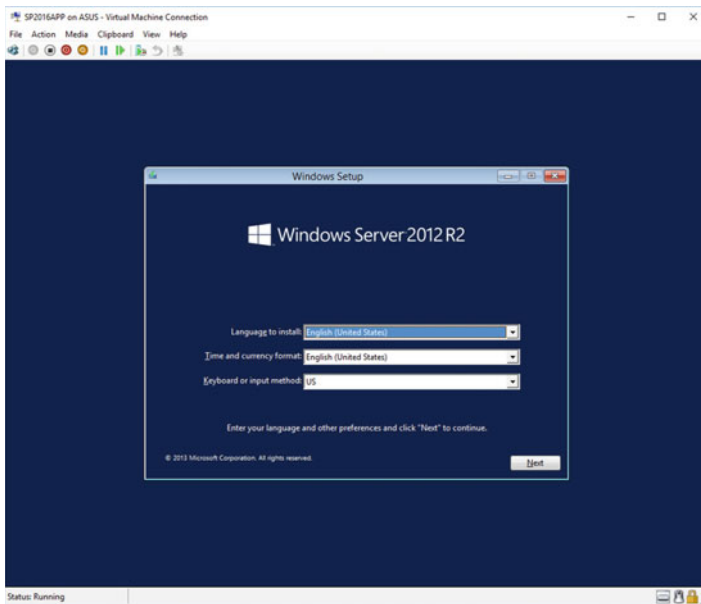 SP2016APP on ASUS - Virtual Machine Connection
File Action Media Clipboard View Help
Windows Setup
Windows Server 2012 R2
Language to install: English (United States)
Time and currency format: English (United States)
Keyboard or input method: US
Enter your language and other preferences and click "Next" to continue.
© 2013 Microsoft Corporation. All rights reserved.
Next
Status: Running